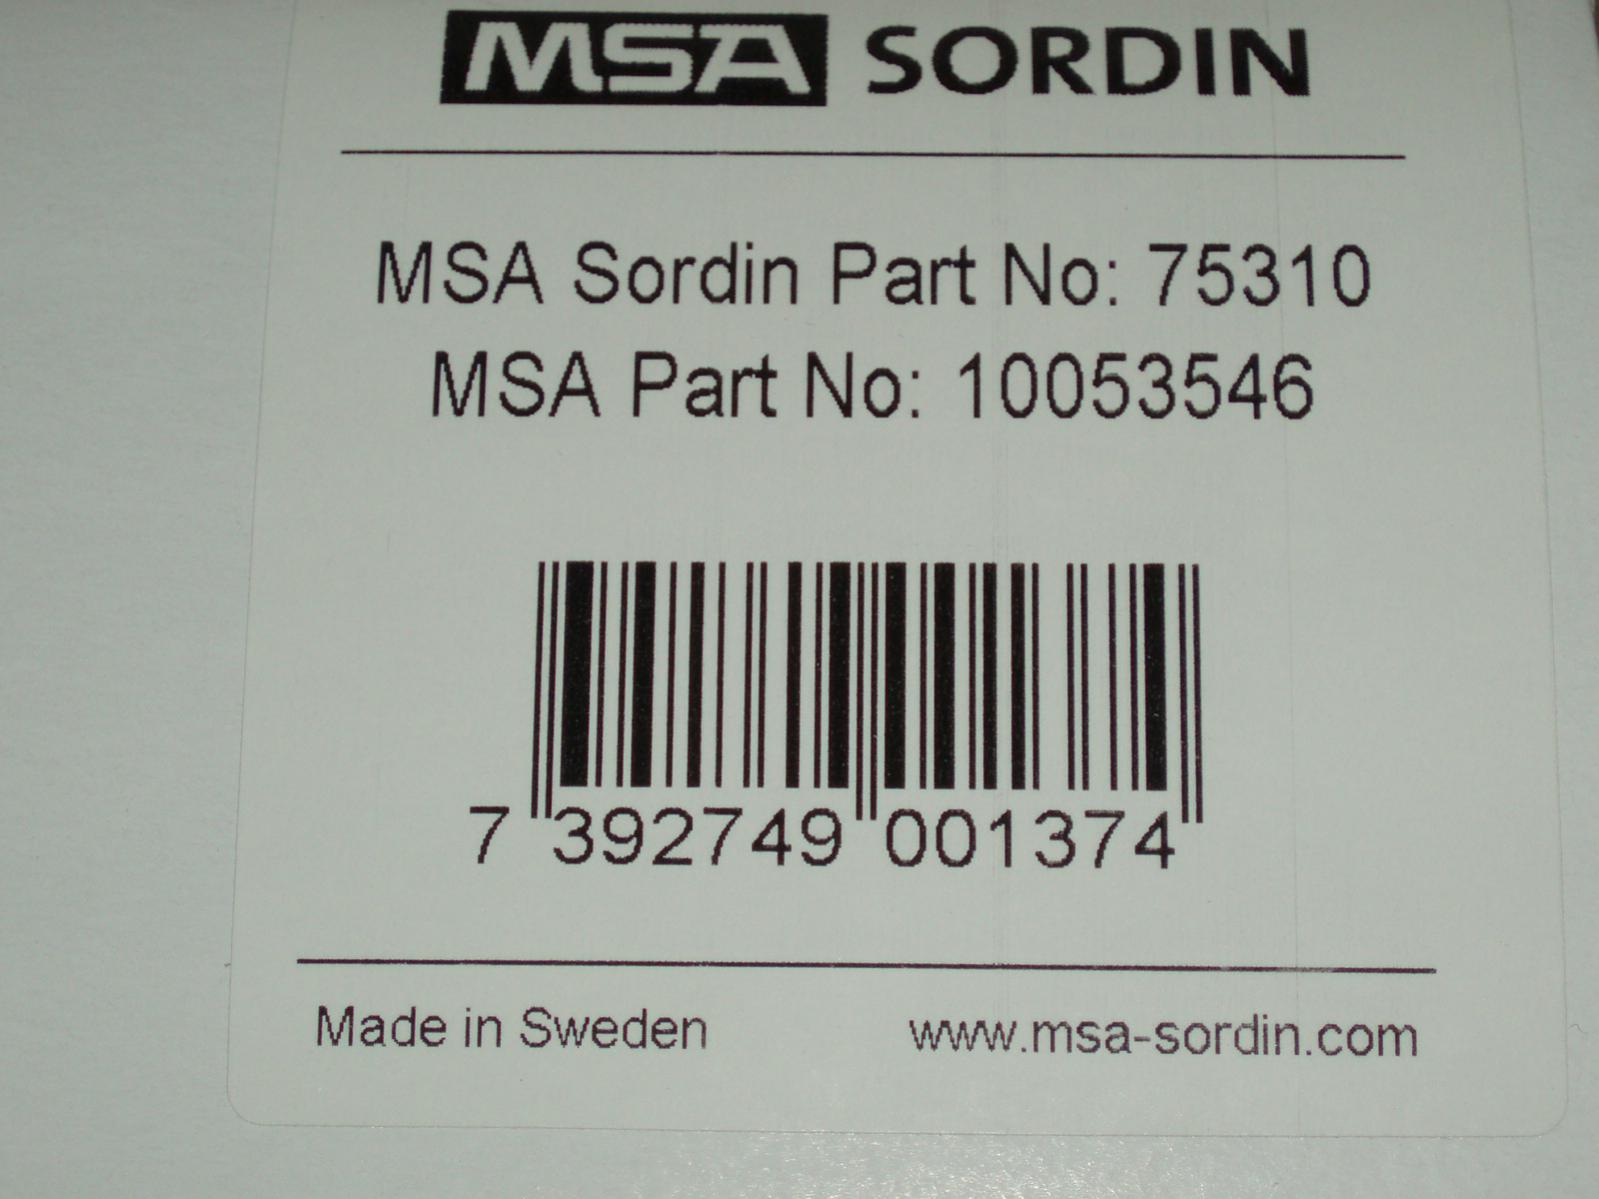 MSA SORDIN
MSA Sordin Part No: 75310
MSA Part No: 10053546
7 392749 001374
Made in Sweden www.msa-sordin.com